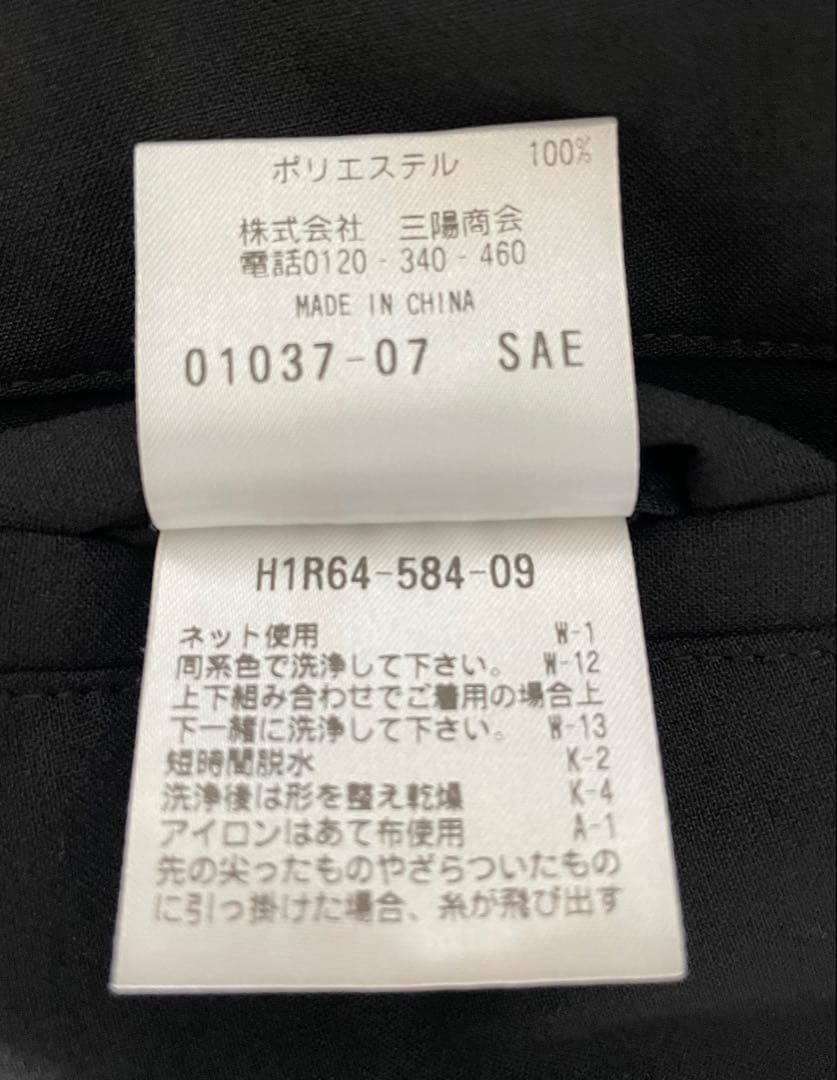 ポリエステル 100%
株式会社 三陽商会
電話0120-340-460
MADE IN CHINA
01037-07 SAE
H1R64-584-09
ネット使用 W-1
同系色で洗浄して下さい。 W-12
上下組み合わせでご着用の場合上
下一緒に洗浄して下さい。 W-13
短時間脱水 K-2
洗浄後は形を整え乾燥 K-4
アイロンはあて布使用 A-1
先の尖ったものやざらついたもの
に引っ掛けた場合、糸が飛び出す